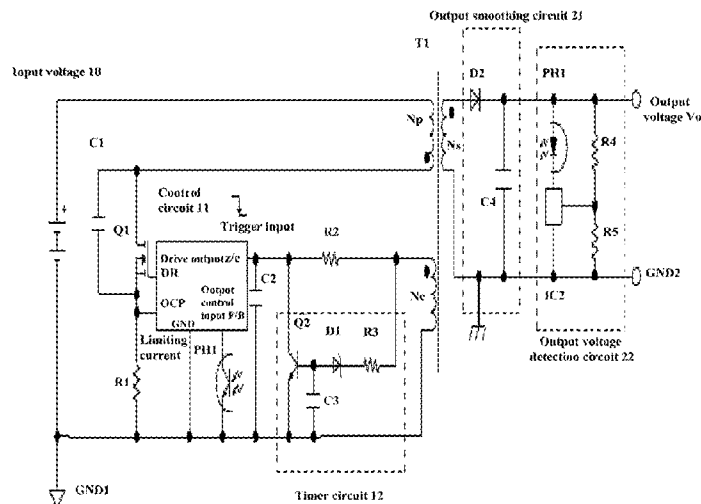 Output smoothing circuit 21
T1
Input voltage 10
D2
PH1
Output
voltage Vo
Np
Ns
R4
C1
Control
circuit 11
Trigger input
C4
Q1
R2
Drive output
z/c
DR
C2
R5
Nc
GND2
Output
control
input F/B
OCP
GND
Q2
D1
R3
IC2
Limiting
current
PH1
Output voltage
detection circuit 22
R1
C3
GND1
Timer circuit 12